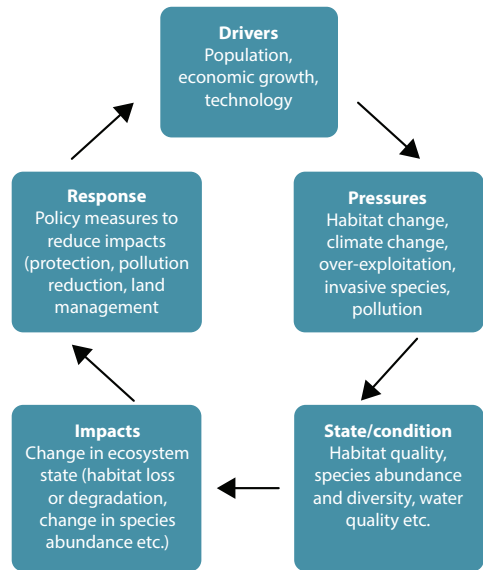 Drivers
Population,
economic growth,
technology
Pressures
Habitat change,
climate change,
over-exploitation,
invasive species,
pollution
State/condition
Habitat quality,
species abundance
and diversity, water
quality etc.
Impacts
Change in ecosystem
state (habitat loss
or degradation,
change in species
abundance etc.)
Response
Policy measures to
reduce impacts
(protection, pollution
reduction, land
management